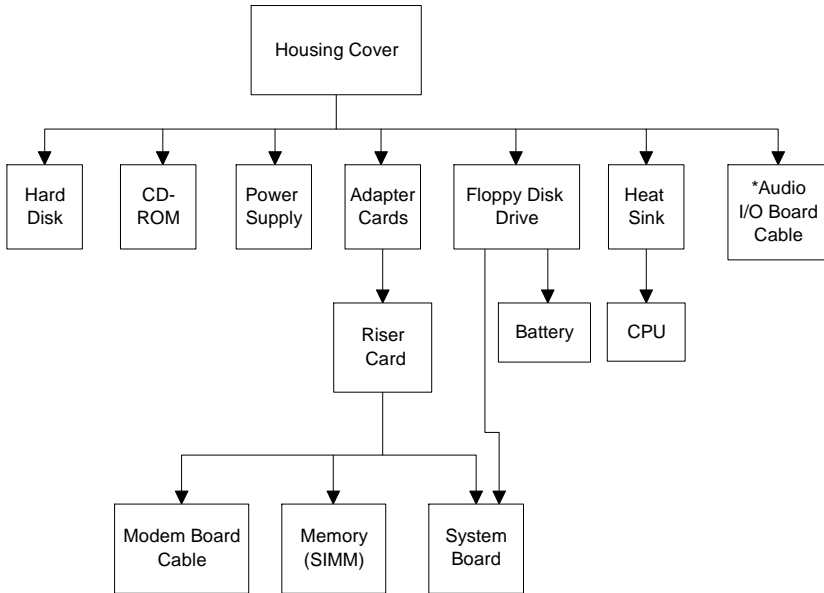 Housing Cover
Hard
Disk
CD-
ROM
Power
Supply
Adapter
Cards
Floppy Disk
Drive
Heat
Sink
*Audio
I/O Board
Cable
Riser
Card
Battery
CPU
Modem Board
Cable
Memory
(SIMM)
System
Board